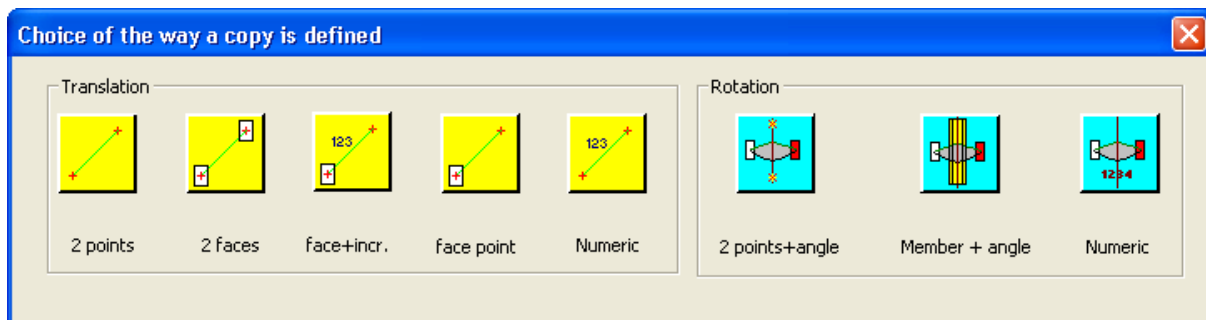 Choice of the way a copy is defined
Translation
Rotation
123
123
1234
2 points
2 faces
face+incr.
face point
Numeric
2 points+angle
Member + angle
Numeric